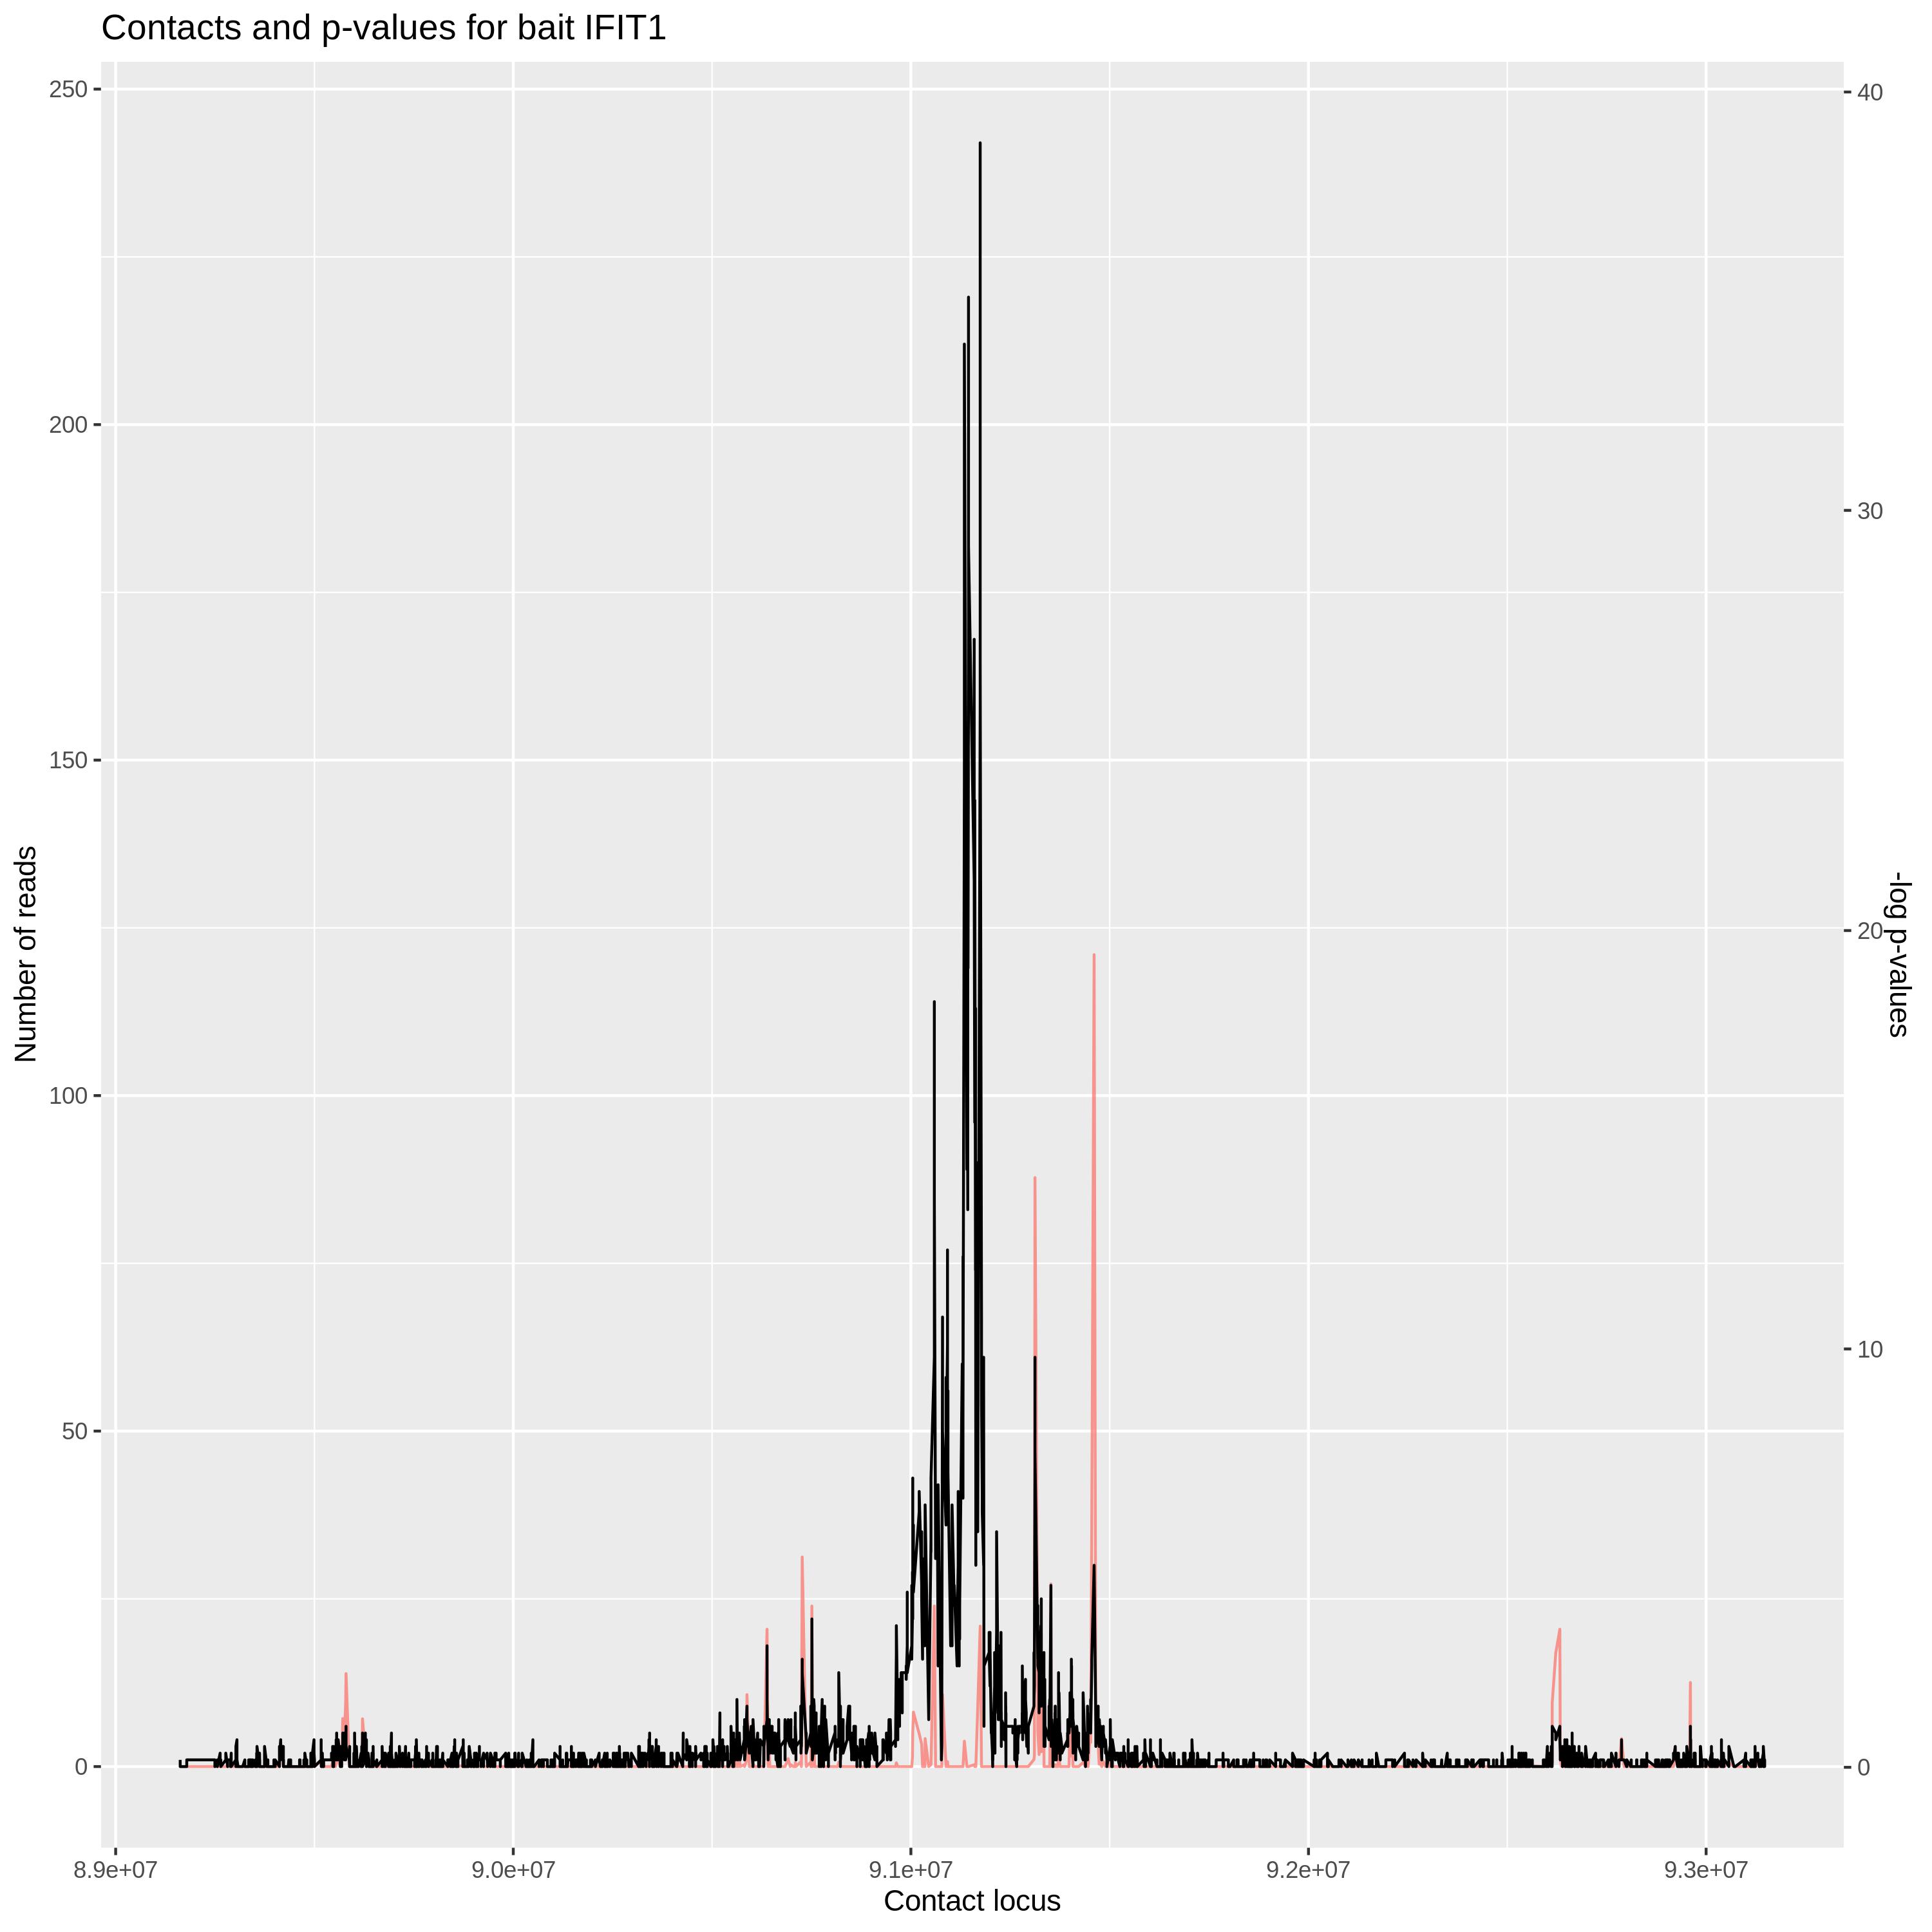 Contacts and p-values for bait IFIT1
250
200
150
100
50
0
Number of reads
40
30
20
10
0
-log p-values
8.9e+07
9.0e+07
9.1e+07
9.2e+07
9.3e+07
Contact locus